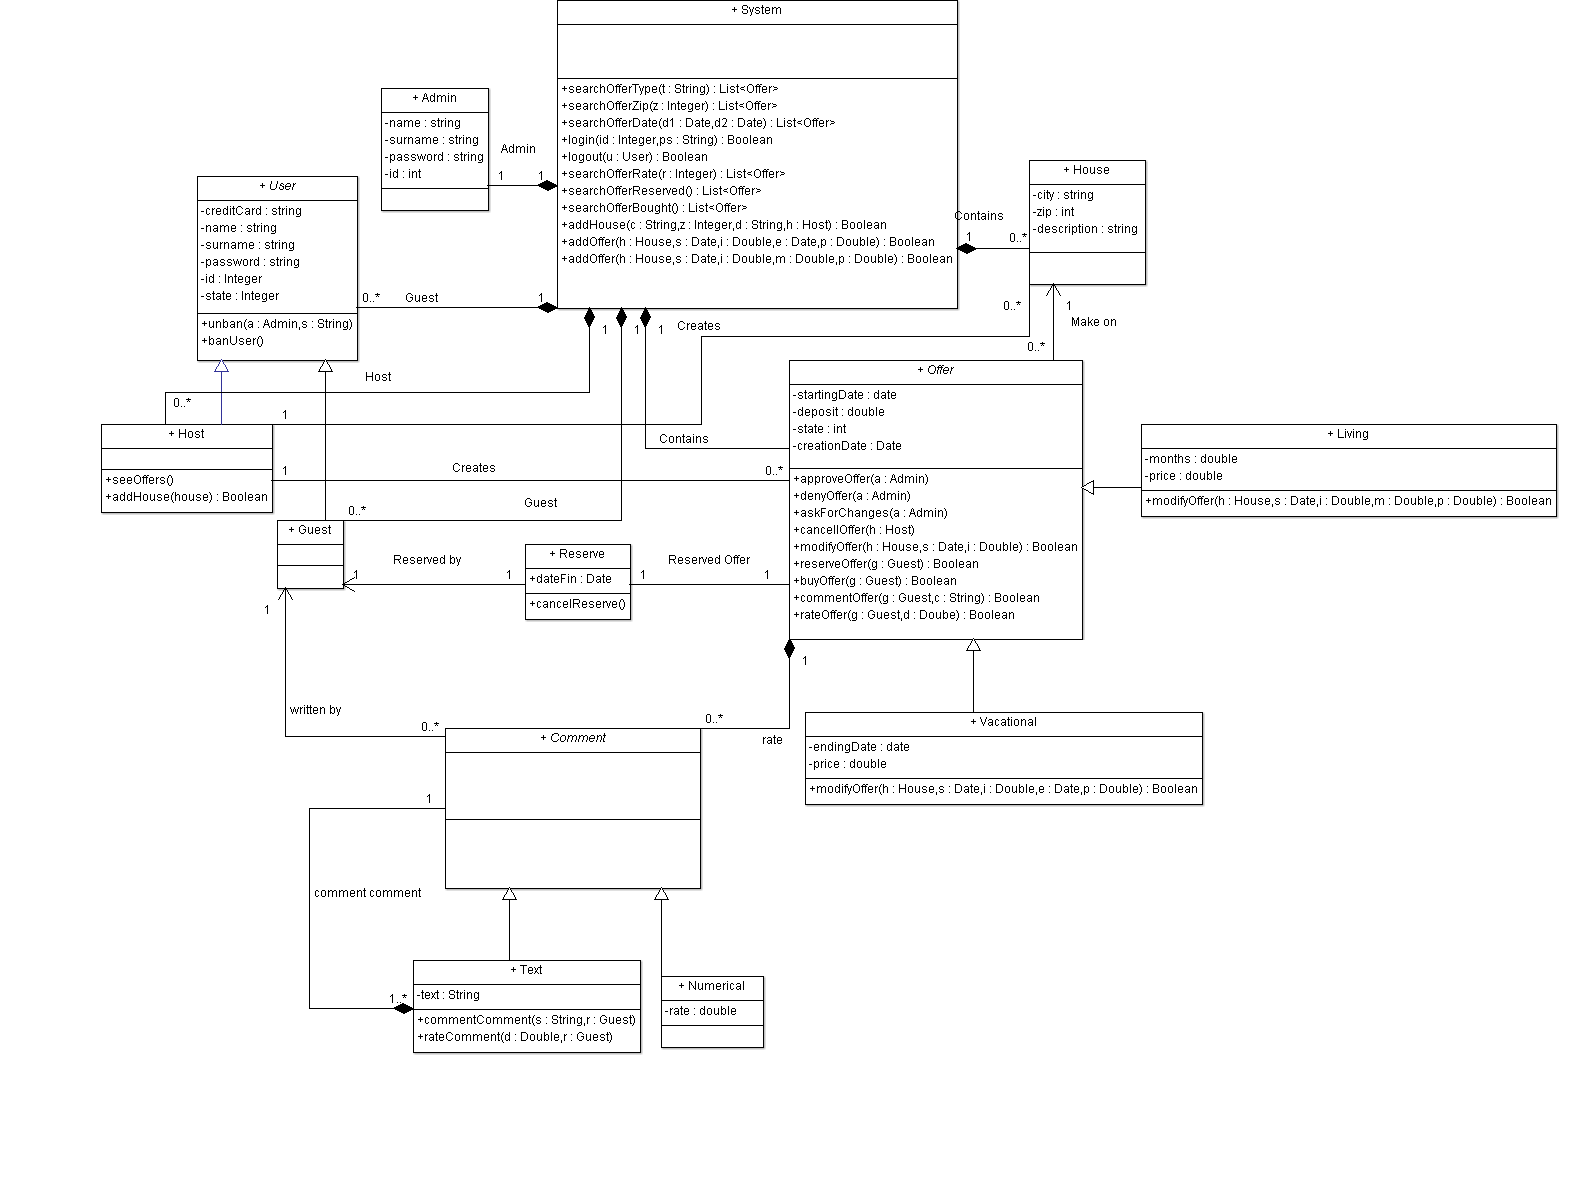 + System
+searchOfferType(t : String) : List<Offer>
+searchOfferZip(z : Integer) : List<Offer>
+searchOfferDate(d1 : Date,d2 : Date) : List<Offer>
+login(id : Integer,ps : String) : Boolean
+logout(u : User) : Boolean
+searchOfferRate(r : Integer) : List<Offer>
+searchOfferReserved() : List<Offer>
+searchOfferBought() : List<Offer>
+addHouse(c : String,z : Integer,d : String,h : Host) : Boolean
+addOffer(h : House,s : Date,i : Double,e : Date,p : Double) : Boolean
+addOffer(h : House,s : Date,i : Double,m : Double,p : Double) : Boolean
+ Admin
-name : string
-surname : string
-password : string
-id : int
Admin
1
1
+ User
-creditCard : string
-name : string
-surname : string
-password : string
-id : Integer
-state : Integer
+unban(a : Admin,s : String)
+banUser()
0..*
Guest
1
+ House
-city : string
-zip : int
-description : string
Contains
1
0..*
0..*
1
Make on
0..*
1
1
1
Creates
Host
0..*
1
+ Host
+seeOffers()
+addHouse(house) : Boolean
Contains
1
Creates
0..*
+ Offer
-startingDate : date
-deposit : double
-state : int
-creationDate : Date
+approveOffer(a : Admin)
+denyOffer(a : Admin)
+askForChanges(a : Admin)
+cancellOffer(h : Host)
+modifyOffer(h : House,s : Date,i : Double) : Boolean
+reserveOffer(g : Guest) : Boolean
+buyOffer(g : Guest) : Boolean
+commentOffer(g : Guest,c : String) : Boolean
+rateOffer(g : Guest,d : Doube) : Boolean
+ Living
-months : double
-price : double
+modifyOffer(h : House,s : Date,i : Double,m : Double,p : Double) : Boolean
0..*
Guest
+ Guest
1
Reserved by
1
+ Reserve
+dateFin : Date
+cancelReserve()
1
Reserved Offer
1
1
1
written by
0..*
0..*
rate
+ Vacational
-endingDate : date
-price : double
+modifyOffer(h : House,s : Date,i : Double,e : Date,p : Double) : Boolean
+ Comment
1
comment comment
1..*
+ Text
-text : String
+commentComment(s : String,r : Guest)
+rateComment(d : Double,r : Guest)
+ Numerical
-rate : double